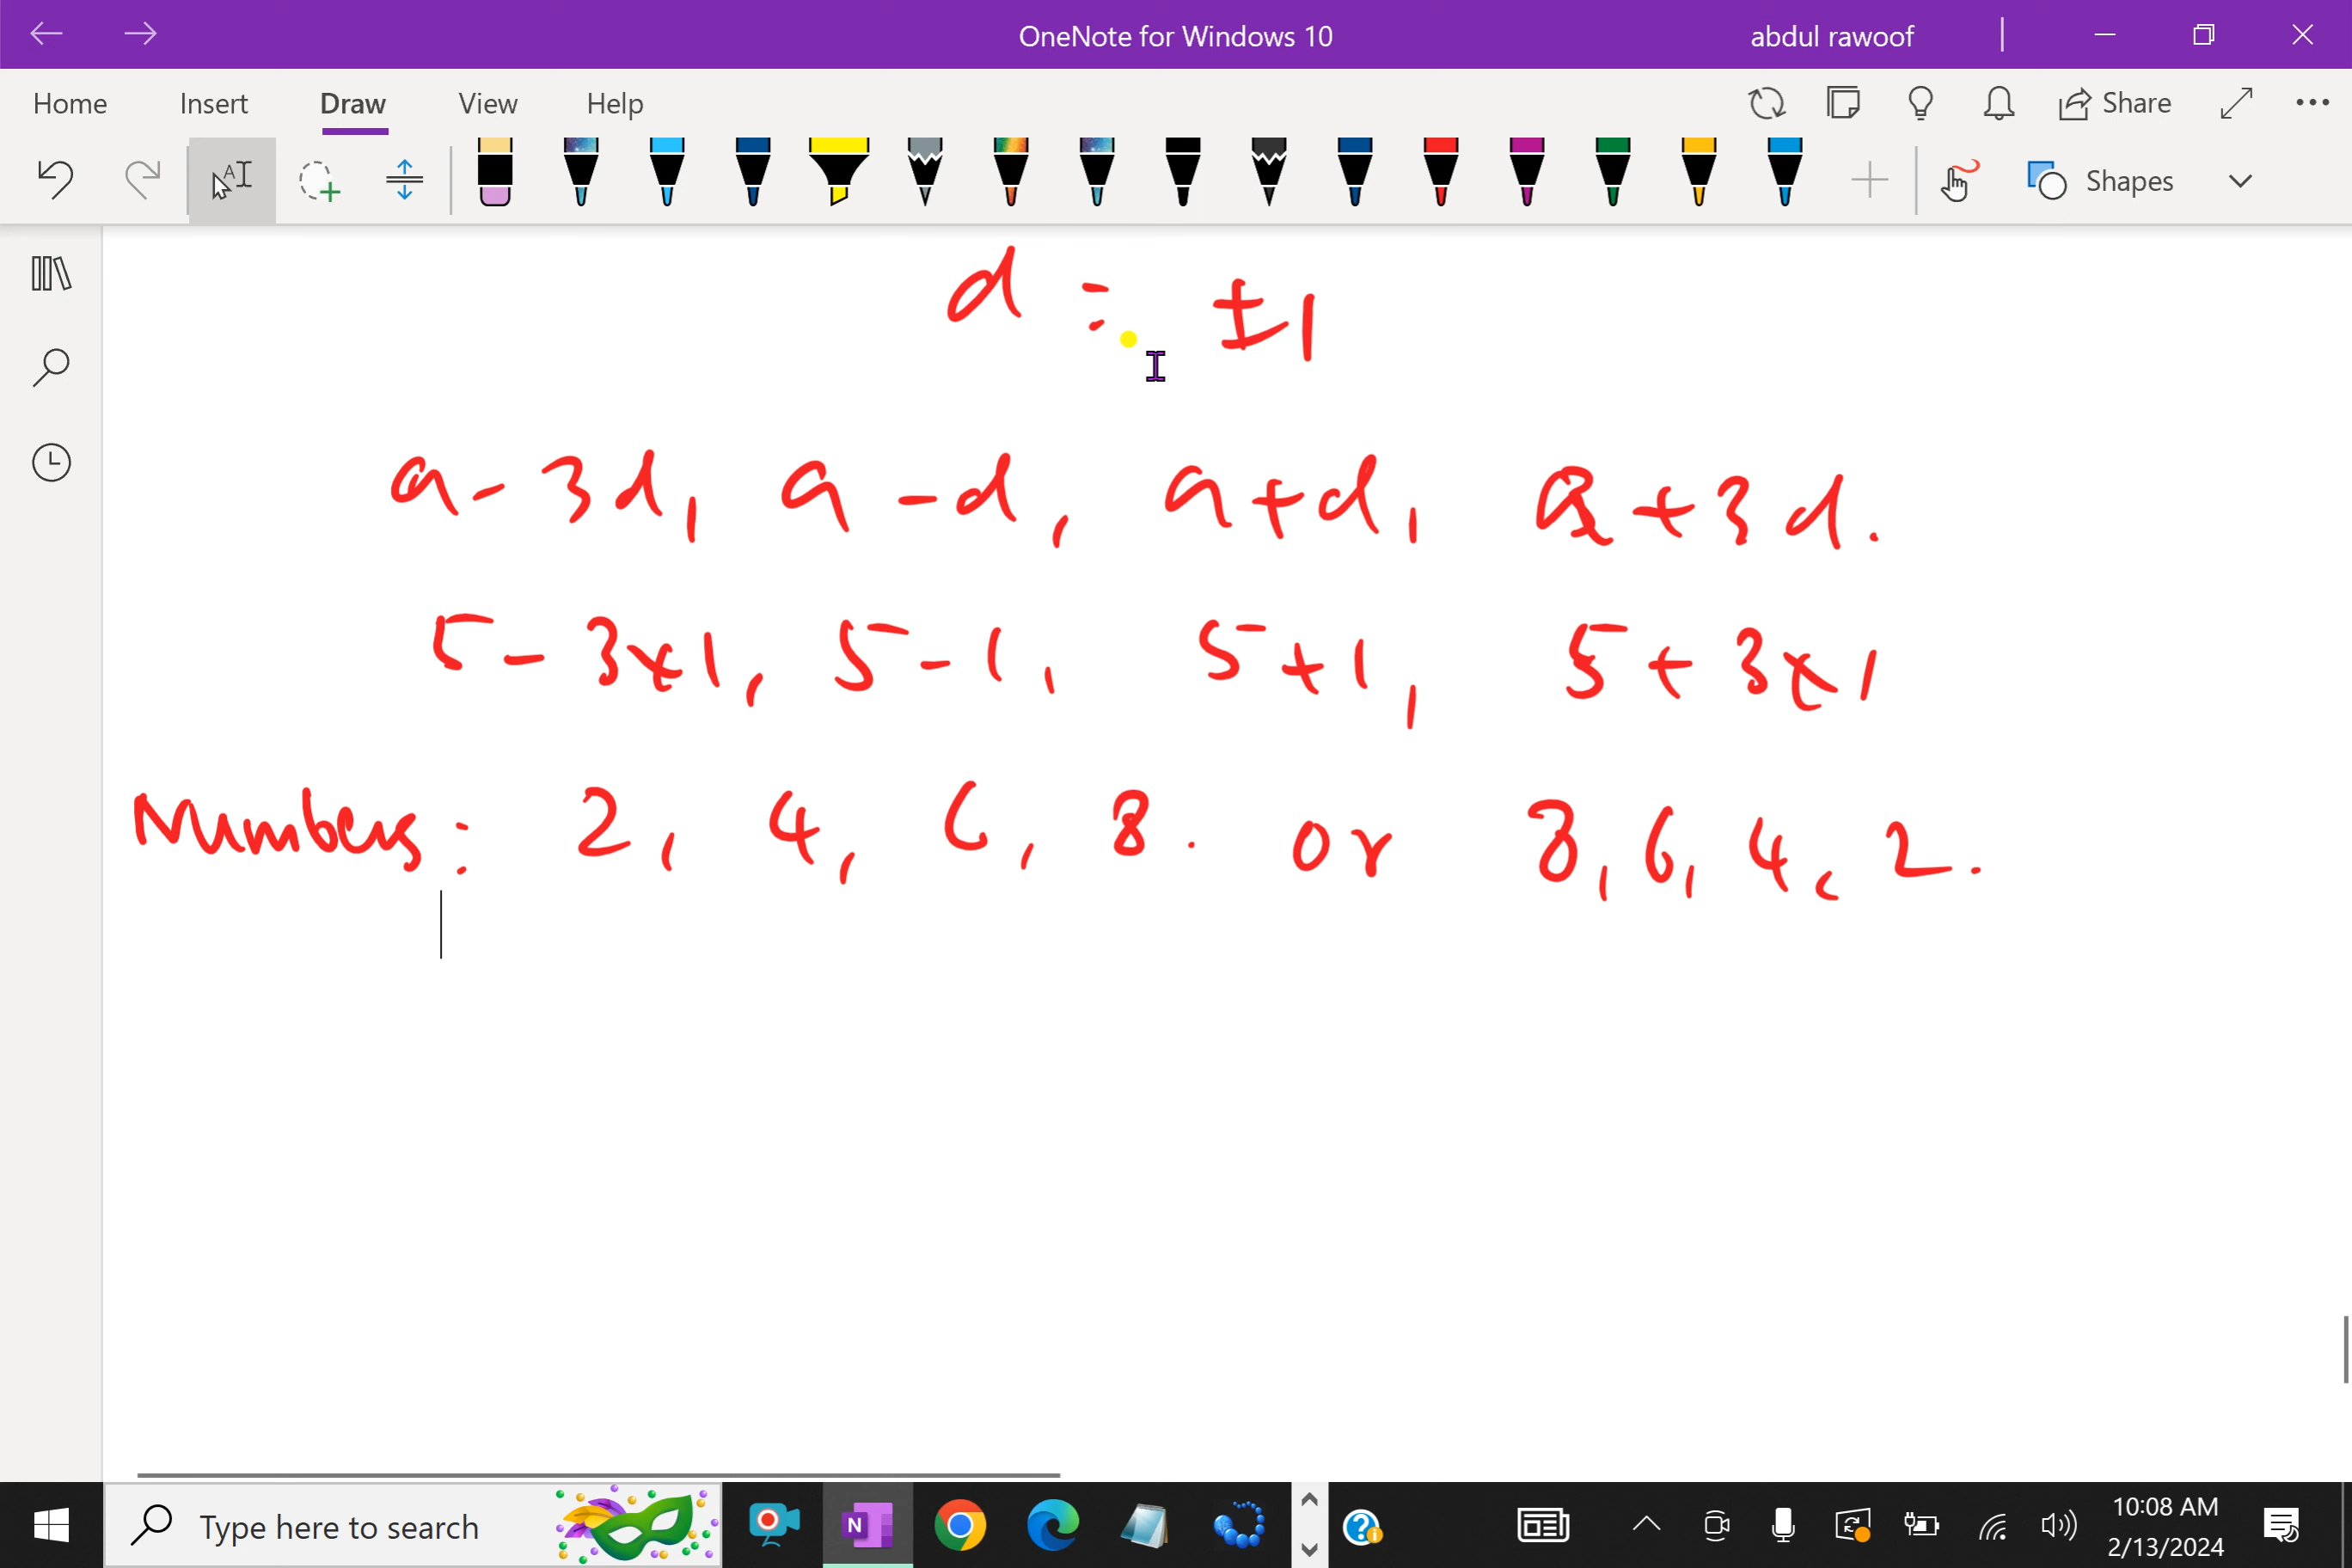 OneNote for Windows 10
abdul rawoof
Home Insert Draw View Help
Share
Shapes
d = ±1
a - 3d, a - d, a + d, a + 3d.
5 - 3×1, 5 - 1, 5 + 1, 5 + 3×1
Numbers: 2, 4, 6, 8. or 8, 6, 4, 2.
Type here to search
10:08 AM
2/13/2024